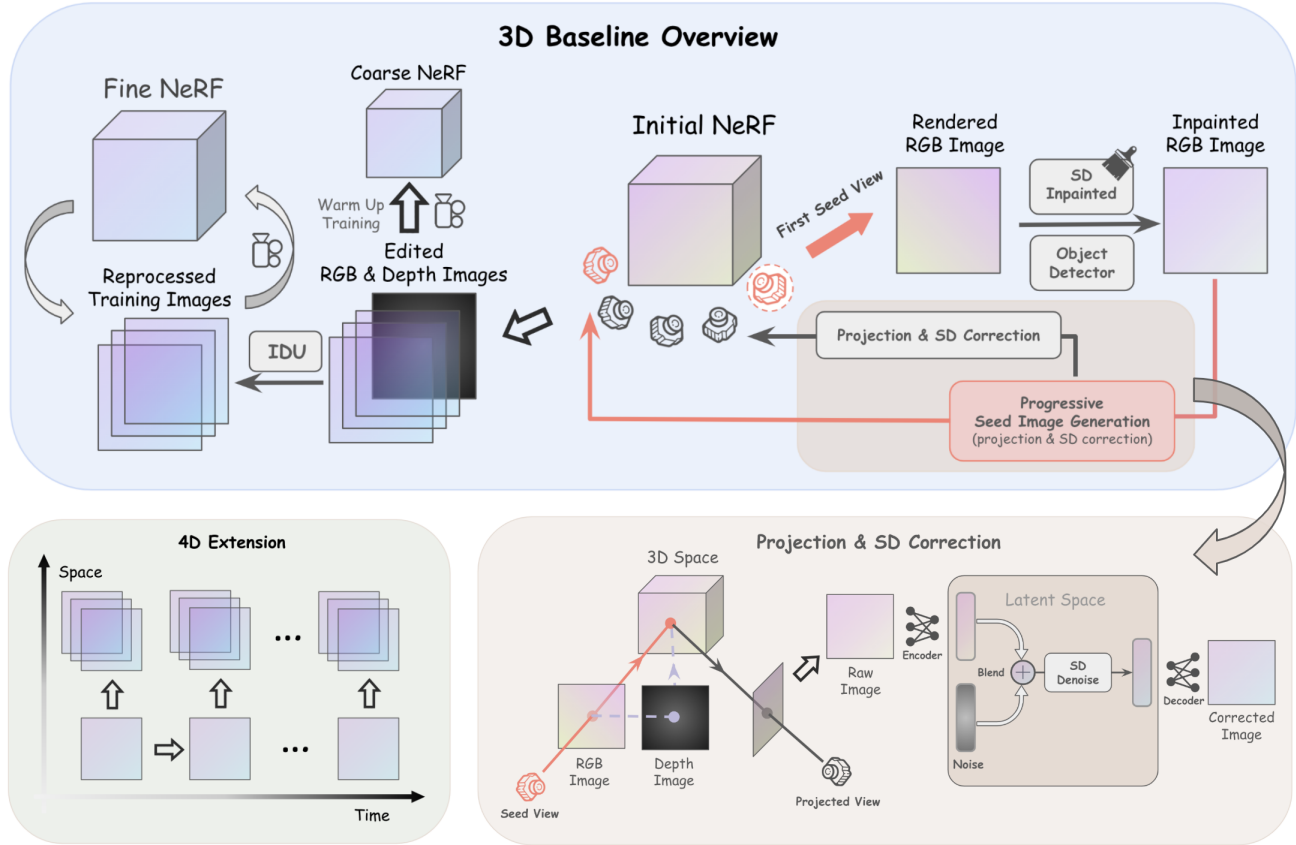 3D Baseline Overview
Fine NeRF
Coarse NeRF
Warm Up
Training
Edited
RGB & Depth Images
Reprocessed
Training Images
IDU
Initial NeRF
First Seed View
Rendered
RGB Image
SD
Inpainted
Object
Detector
Inpainted
RGB Image
Projection & SD Correction
Progressive
Seed Image Generation
(projection & SD correction)
4D Extension
Space
...
...
Time
Projection & SD Correction
3D Space
RGB
Image
Depth
Image
Seed View
Projected View
Raw
Image
Encoder
Latent Space
Blend
SD
Denoise
Noise
Decoder
Corrected
Image